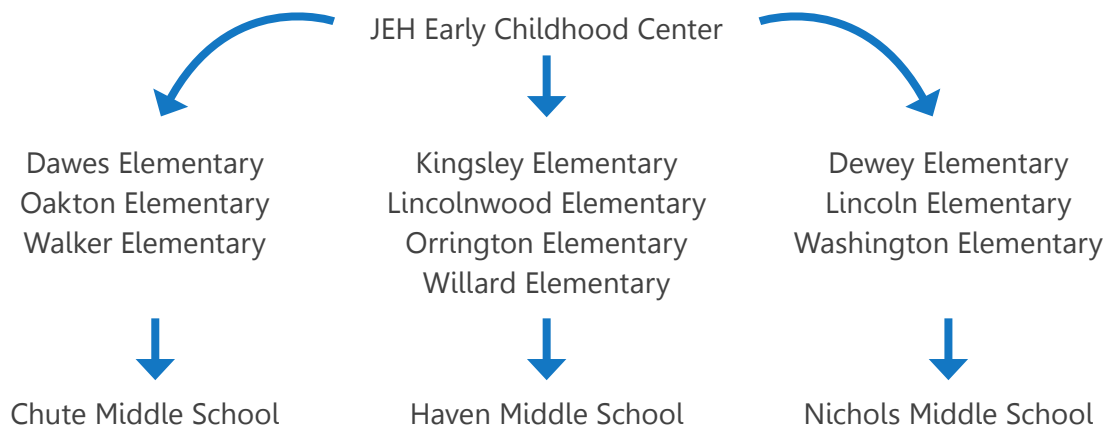 JEH Early Childhood Center
Dawes Elementary
Oakton Elementary
Walker Elementary
Kingsley Elementary
Lincolnwood Elementary
Orrington Elementary
Willard Elementary
Dewey Elementary
Lincoln Elementary
Washington Elementary
Chute Middle School
Haven Middle School
Nichols Middle School